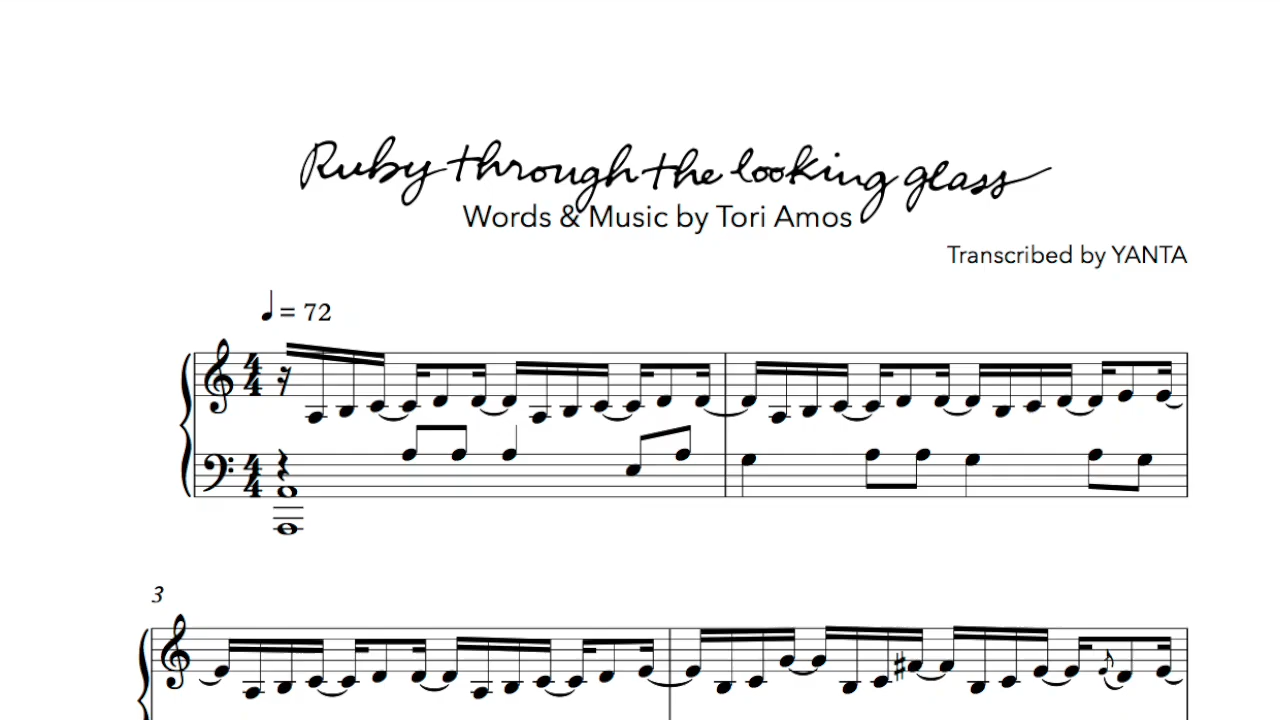 Ruby through the looking glass
Words & Music by Tori Amos
Transcribed by YANTA
♩ = 72
4
4
4
4
3